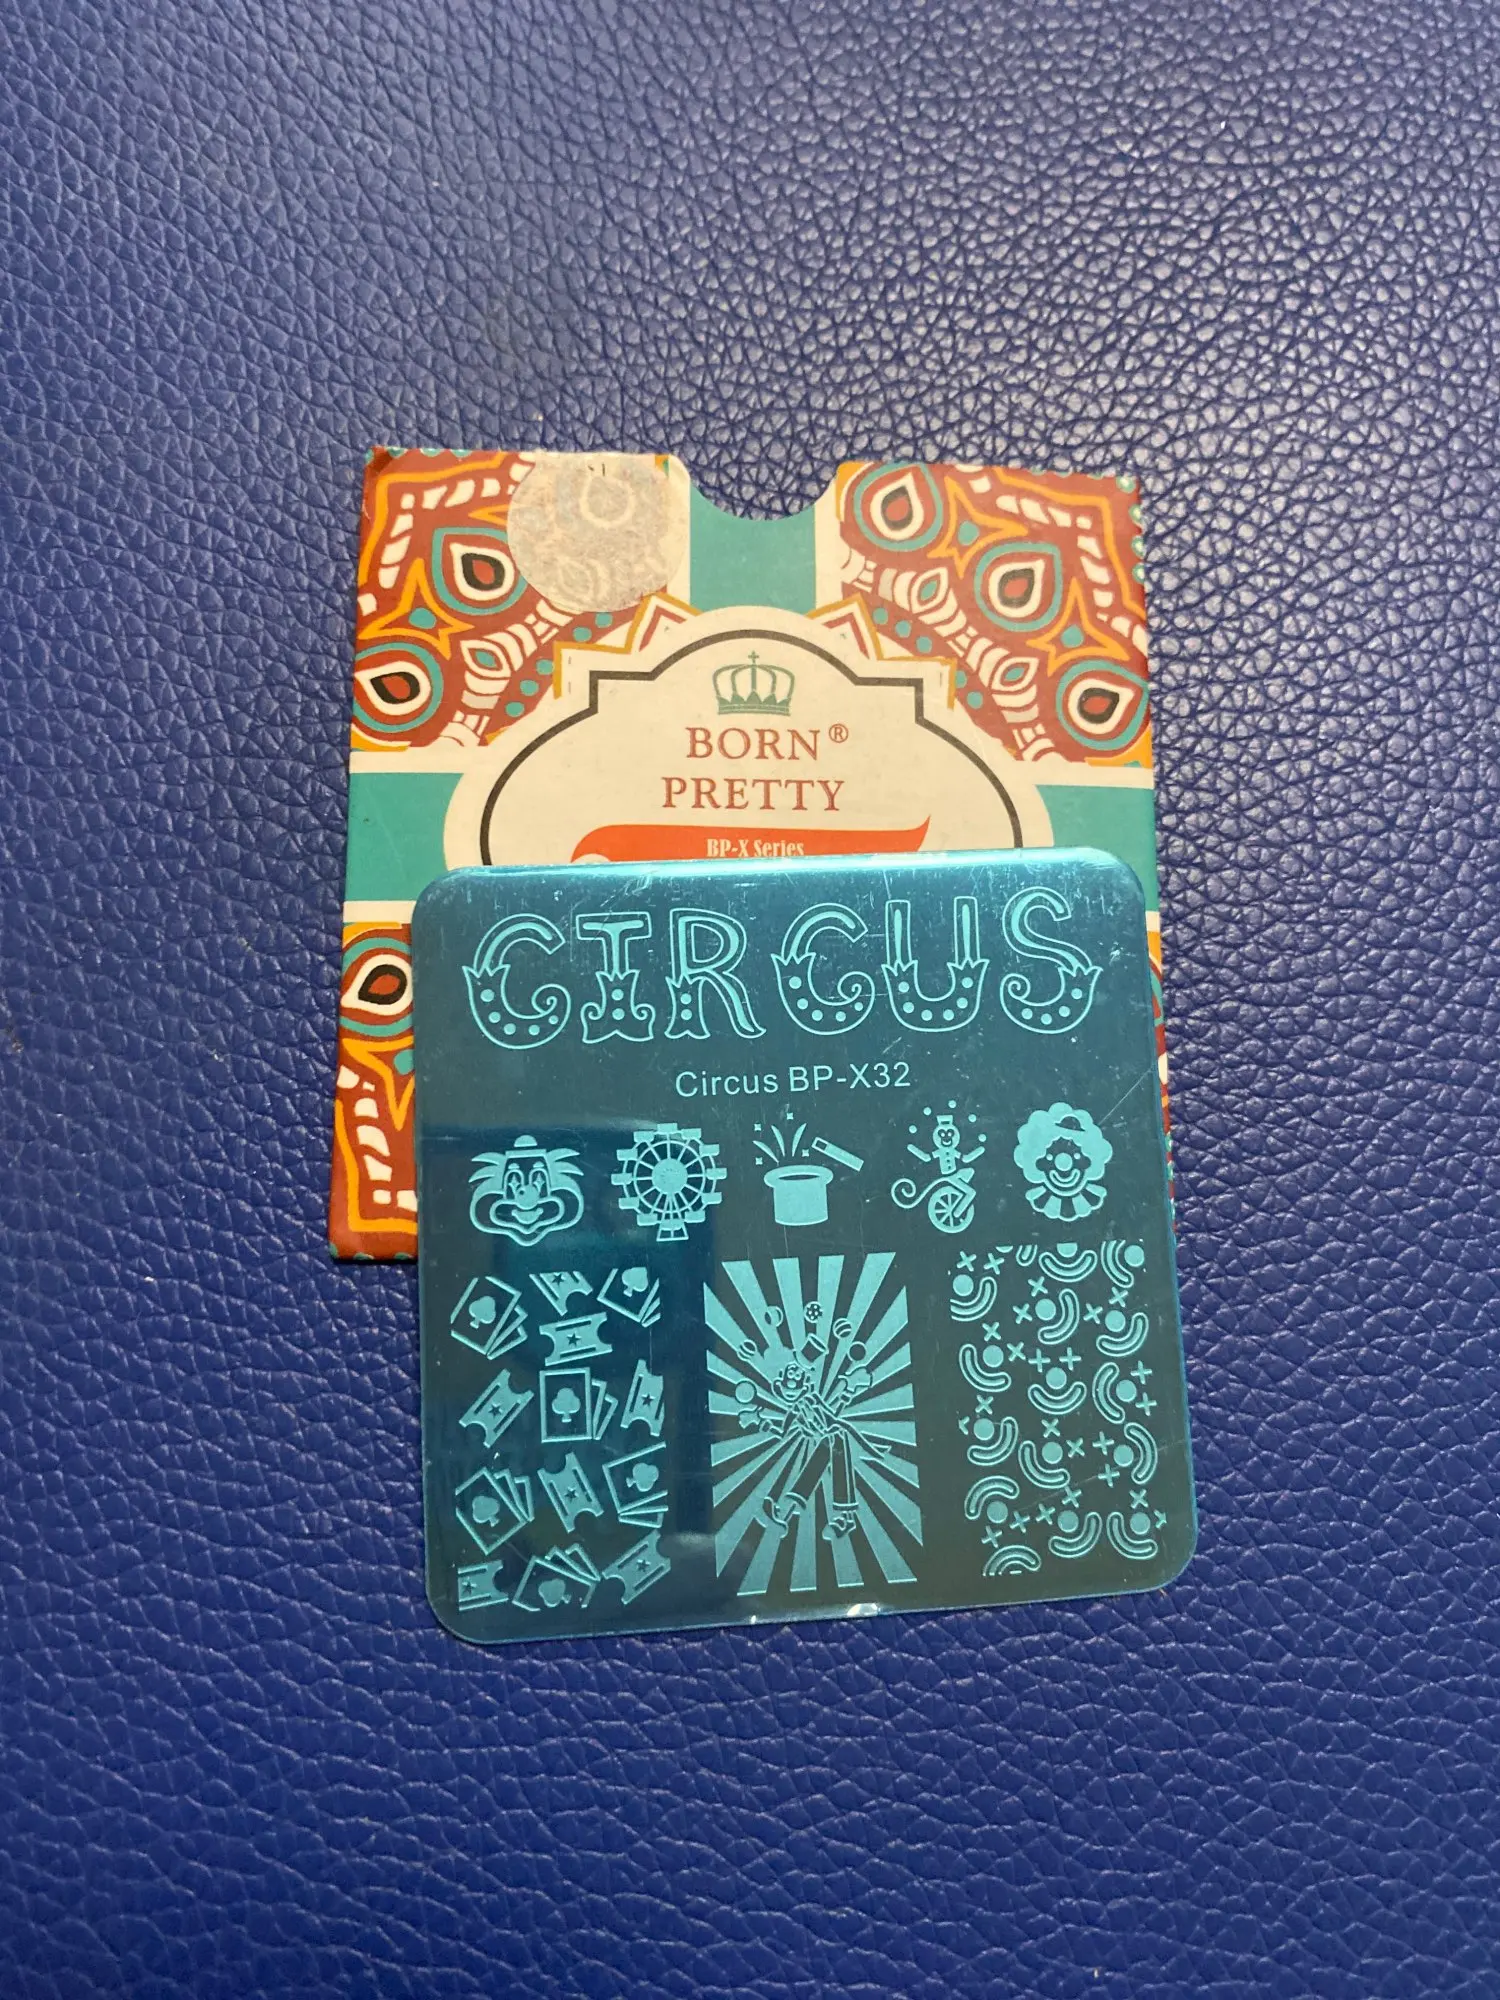 BORN®
PRETTY
BP-X Series
CIRCUS
Circus BP-X32